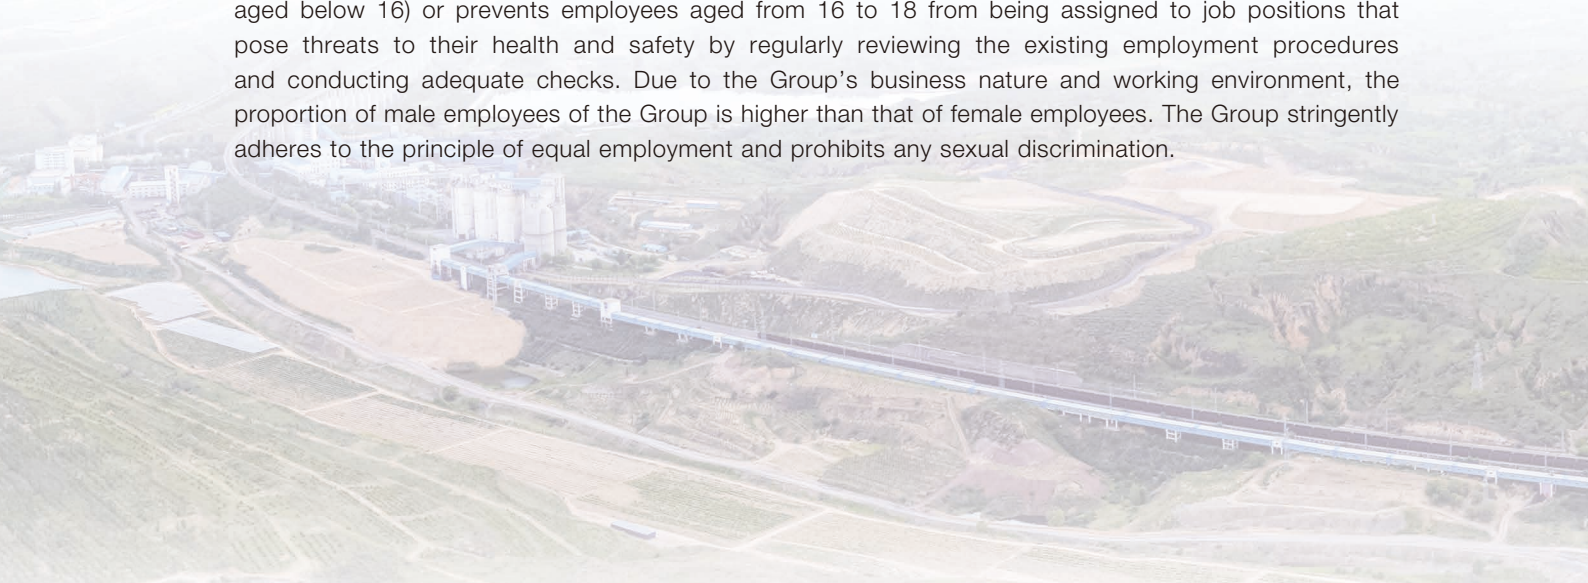 aged below 16) or prevents employees aged from 16 to 18 from being assigned to job positions that
pose threats to their health and safety by regularly reviewing the existing employment procedures
and conducting adequate checks. Due to the Group’s business nature and working environment, the
proportion of male employees of the Group is higher than that of female employees. The Group stringently
adheres to the principle of equal employment and prohibits any sexual discrimination.